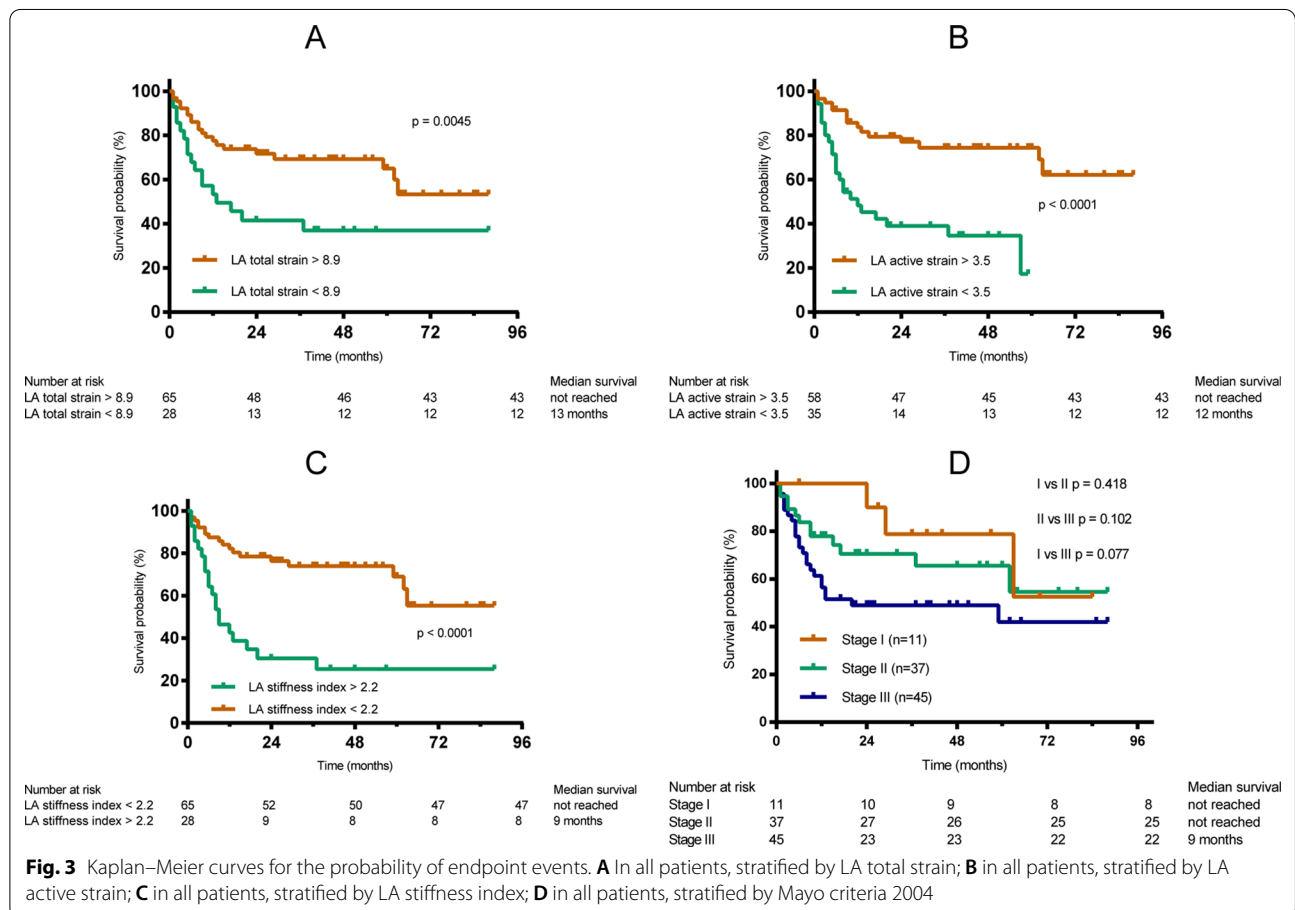 A
Survival probability (%)
100
80
60
40
20
0
p = 0.0045
LA total strain > 8.9
LA total strain < 8.9
0 24 48 72 96
Time (months)
Number at risk Median survival
LA total strain > 8.9 65 48 46 43 43 not reached
LA total strain < 8.9 28 13 12 12 12 13 months
B
Survival probability (%)
100
80
60
40
20
0
p < 0.0001
LA active strain > 3.5
LA active strain < 3.5
0 24 48 72 96
Time (months)
Number at risk Median survival
LA active strain > 3.5 58 47 45 43 43 not reached
LA active strain < 3.5 35 14 13 12 12 12 months
C
Survival probability (%)
100
80
60
40
20
0
p < 0.0001
LA stiffness index > 2.2
LA stiffness index < 2.2
0 24 48 72 96
Time (months)
Number at risk Median survival
LA stiffness index < 2.2 65 52 50 47 47 not reached
LA stiffness index > 2.2 28 9 8 8 8 9 months
D
Survival probability (%)
100
80
60
40
20
0
I vs II p = 0.418
II vs III p = 0.102
I vs III p = 0.077
Stage I (n=11)
Stage II (n=37)
Stage III (n=45)
0 24 48 72 96
Time (months)
Number at risk Median survival
Stage I 11 10 9 8 8 not reached
Stage II 37 27 26 25 25 not reached
Stage III 45 23 23 22 22 9 months
Fig. 3 Kaplan–Meier curves for the probability of endpoint events. A In all patients, stratified by LA total strain; B in all patients, stratified by LA
active strain; C in all patients, stratified by LA stiffness index; D in all patients, stratified by Mayo criteria 2004